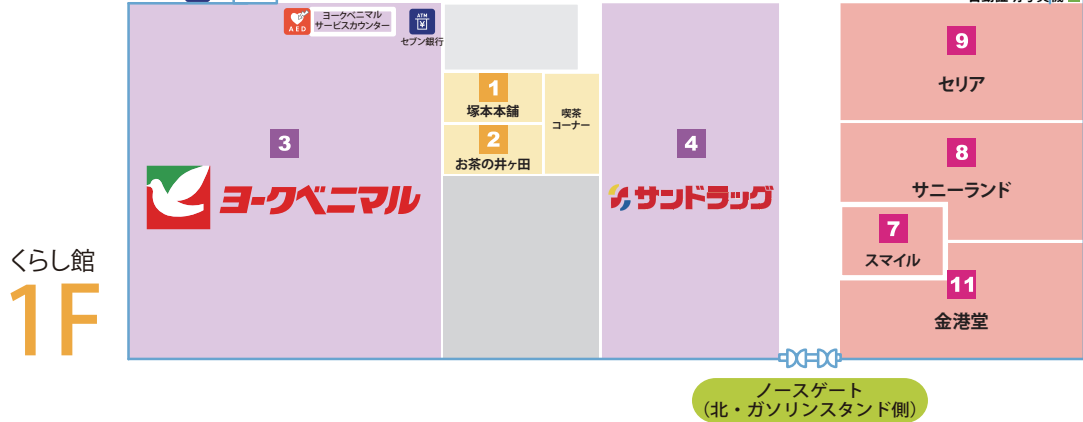 AED
ヨークベニマル
サービスカウンター
ATM
¥
セブン銀行
9
セリア
1
塚本本舗
喫茶
コーナー
2
お茶の井ヶ田
3
ヨークベニマル
4
サンドラッグ
8
サニーランド
7
スマイル
11
金港堂
くらし館
1F
ノースゲート
(北・ガソリンスタンド側)